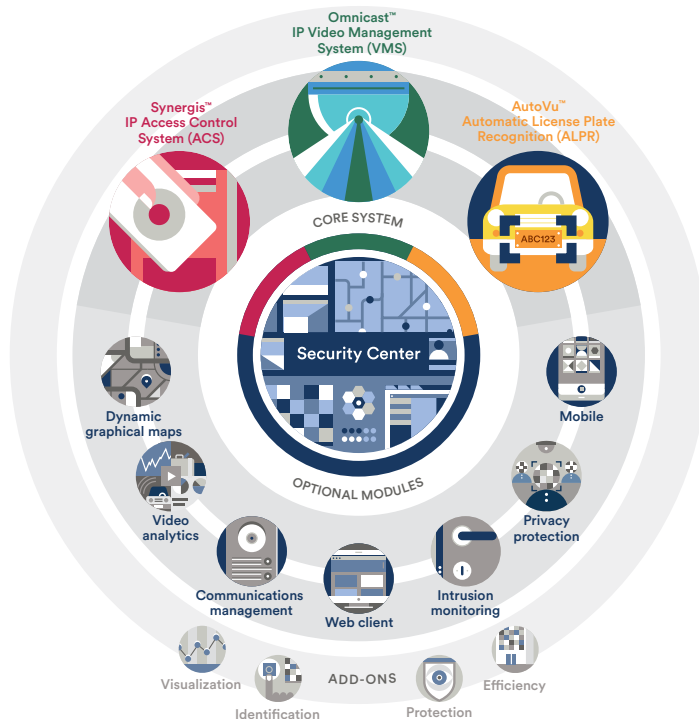 Omnicast™
IP Video Management
System (VMS)
Synergis™
IP Access Control
System (ACS)
AutoVu™
Automatic License Plate
Recognition (ALPR)
ABC123
CORE SYSTEM
Security Center
OPTIONAL MODULES
Dynamic
graphical maps
Mobile
Video
analytics
Privacy
protection
Communications
management
Web client
Intrusion
monitoring
ADD-ONS
Visualization
Identification
Protection
Efficiency